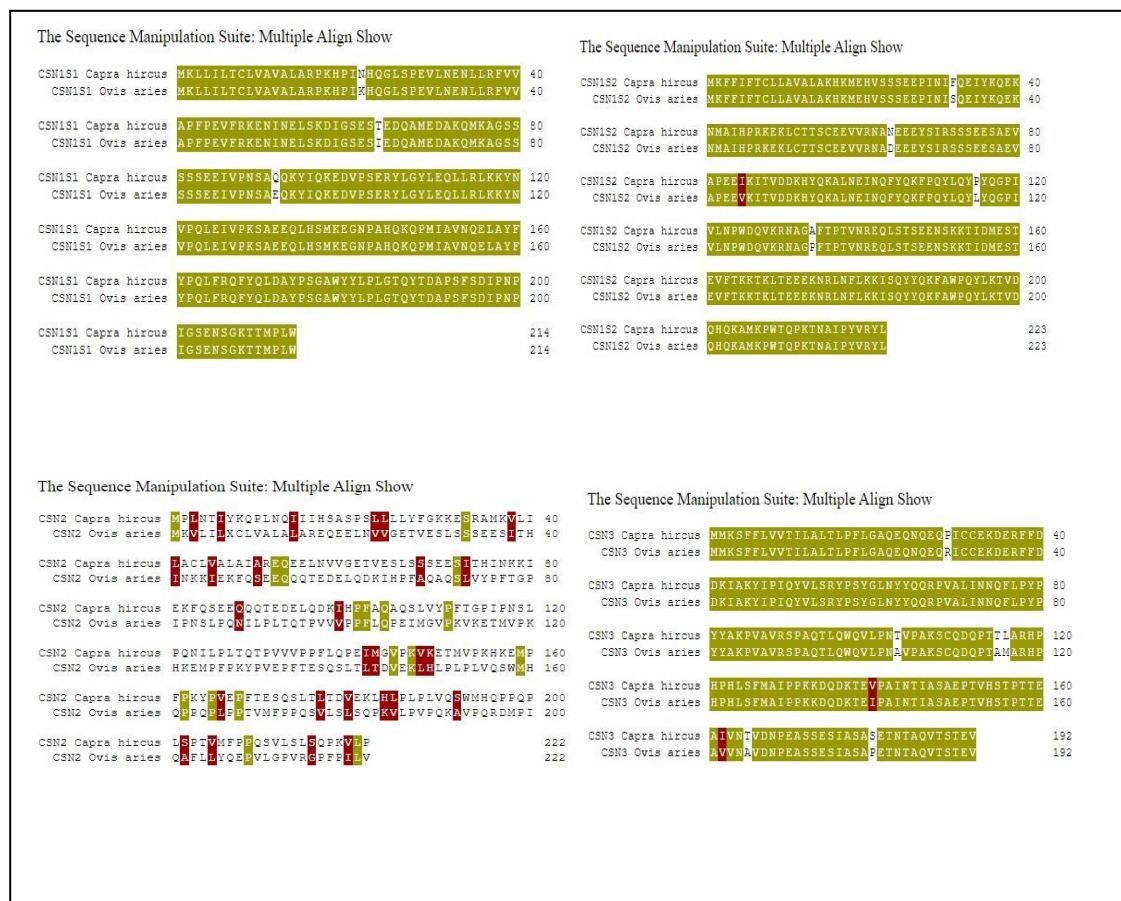 The Sequence Manipulation Suite: Multiple Align Show
CSN1S1 Capra hircus MKLLILTCLVAVALARPKHPINHQGLSPEVLNENLLRFVV 40
CSN1S1 Ovis aries MKLLILTCLVAVALARPKHPIKHQGLSPEVLNENLLRFVV 40
CSN1S1 Capra hircus APFPEVFRKENINELSKDIGSESTEDQAMEDAKQMKAGSS 80
CSN1S1 Ovis aries APFPEVFRKENINELSKDIGSESIEDQAMEDAKQMKAGSS 80
CSN1S1 Capra hircus SSSEEIVPNSAQQKYIQKEDVPSERYLGYLEQLLRLKKYN 120
CSN1S1 Ovis aries SSSEEIVPNSAEQKYIQKEDVPSERYLGYLEQLLRLKKYN 120
CSN1S1 Capra hircus VPQLEIVPKSAEEQLHSMKEGNPAHQKQPMIAVNQELAYF 160
CSN1S1 Ovis aries VPQLEIVPKSAEEQLHSMKEGNPAHQKQPMIAVNQELAYF 160
CSN1S1 Capra hircus YPQLFRQFYQLDAYPSGAWYYLPLGTQYTDAPSFSDIPNP 200
CSN1S1 Ovis aries YPQLFRQFYQLDAYPSGAWYYLPLGTQYTDAPSFSDIPNP 200
CSN1S1 Capra hircus IGSENSGKTTMPLW 214
CSN1S1 Ovis aries IGSENSGKTTMPLW 214
The Sequence Manipulation Suite: Multiple Align Show
CSN1S2 Capra hircus MKFFIFTCLLAVALAKHKMEHVSSSEEPINIFQEIYKQEK 40
CSN1S2 Ovis aries MKFFIFTCLLAVALAKHKMEHVSSSEEPINISQEIYKQEK 40
CSN1S2 Capra hircus NMAIHPRKEKLCTTSCEEVVRNANEEEYSIRSSSEESAEV 80
CSN1S2 Ovis aries NMAIHPRKEKLCTTSCEEVVRNADEEEYSIRSSSEESAEV 80
CSN1S2 Capra hircus APEEIKITVDDKHYQKALNEINQFYQKFPQYLQYPYQGPI 120
CSN1S2 Ovis aries APEEVKITVDDKHYQKALNEINQFYQKFPQYLQYLYQGPI 120
CSN1S2 Capra hircus VLNPWDQVKRNAGAFTPTVNREQLSTSEENSKKTIDMEST 160
CSN1S2 Ovis aries VLNPWDQVKRNAGPFTPTVNREQLSTSEENSKKTIDMEST 160
CSN1S2 Capra hircus EVFTKKTKLTEEEKNRLNFLKKISQYYQKFAWPQYLKTVD 200
CSN1S2 Ovis aries EVFTKKTKLTEEEKNRLNFLKKISQYYQKFAWPQYLKTVD 200
CSN1S2 Capra hircus QHQKAMKPWTQPKTNAIPYVRYL 223
CSN1S2 Ovis aries QHQKAMKPWTQPKTNAIPYVRYL 223
The Sequence Manipulation Suite: Multiple Align Show
CSN2 Capra hircus MPLNTIYKQPLNQIIIHSASPSLLLLYFGKKESRAMKVLI 40
CSN2 Ovis aries MKVLILXCLVALALAREQEELNVVGETVESLSSSEESITH 40
CSN2 Capra hircus LACLVALAIAREQEELNVVGETVESLSSSEESITHINKKI 80
CSN2 Ovis aries INKKIEKFQSEEQQQTEDELQDKIHPFAQAQSLVYPFTGP 80
CSN2 Capra hircus EKFQSEEQQQTEDELQDKIHPFAQAQSLVYPFTGPIPNSL 120
CSN2 Ovis aries IPNSLPQNILPLTQTPVVVPPFLQPEIMGVPKVKETMVPK 120
CSN2 Capra hircus PQNILPLTQTPVVVPPFLQPEIMGVPKVKETMVPKHKEMP 160
CSN2 Ovis aries HKEMPFPKYPVEPFTESQSLTLTDVEKLHLPLPLVQSWMH 160
CSN2 Capra hircus FPKYPVEPFTESQSLTLTDVEKLHLPLPLVQSWMHQPPQP 200
CSN2 Ovis aries QPPQPLPPTVMFPPQSVLSLSQPKVLPVPQKAVPQRDMPI 200
CSN2 Capra hircus LSPTVMFPPQSVLSLSQPKVLP 222
CSN2 Ovis aries QAFLLYQEPVLGPVRGPFPILV 222
The Sequence Manipulation Suite: Multiple Align Show
CSN3 Capra hircus MMKSFFLVVTILALTLPFLGAQEQNQEQPICCEKDERFFD 40
CSN3 Ovis aries MMKSFFLVVTILALTLPFLGAQEQNQEQRICCEKDERFFD 40
CSN3 Capra hircus DKIAKYIPIQYVLSRYPSYGLNYYQQRPVALINNQFLPYP 80
CSN3 Ovis aries DKIAKYIPIQYVLSRYPSYGLNYYQQRPVALINNQFLPYP 80
CSN3 Capra hircus YYAKPVAVRSPAQTLQWQVLPNTVPAKSCQDQPTTLARHP 120
CSN3 Ovis aries YYAKPVAVRSPAQTLQWQVLPNAVPAKSCQDQPTAMARHP 120
CSN3 Capra hircus HPHLSFMAIPPKKDQDKTEVPAINTIASAEPTVHSTPTTE 160
CSN3 Ovis aries HPHLSFMAIPPKKDQDKTEIPAINTIASAEPTVHSTPTTE 160
CSN3 Capra hircus AIVNTVDNPEASSESIASASETNTAQVTSTEV 192
CSN3 Ovis aries AVVNAVDNPEASSESIASAPETNTAQVTSTEV 192